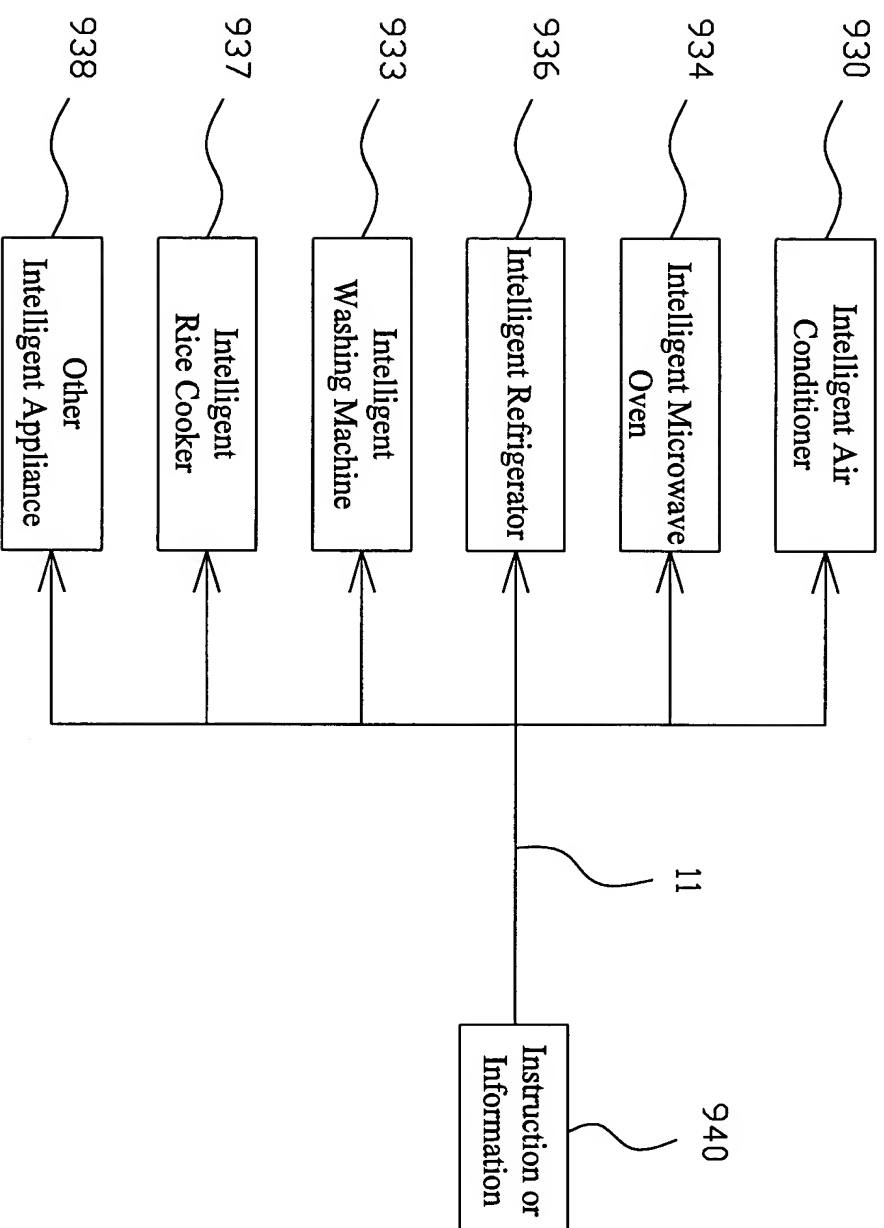 930
Intelligent Air
Conditioner
934
Intelligent Microwave
Oven
936
Intelligent Refrigerator
933
Intelligent
Washing Machine
937
Intelligent
Rice Cooker
938
Other
Intelligent Appliance
11
940
Instruction or
Information